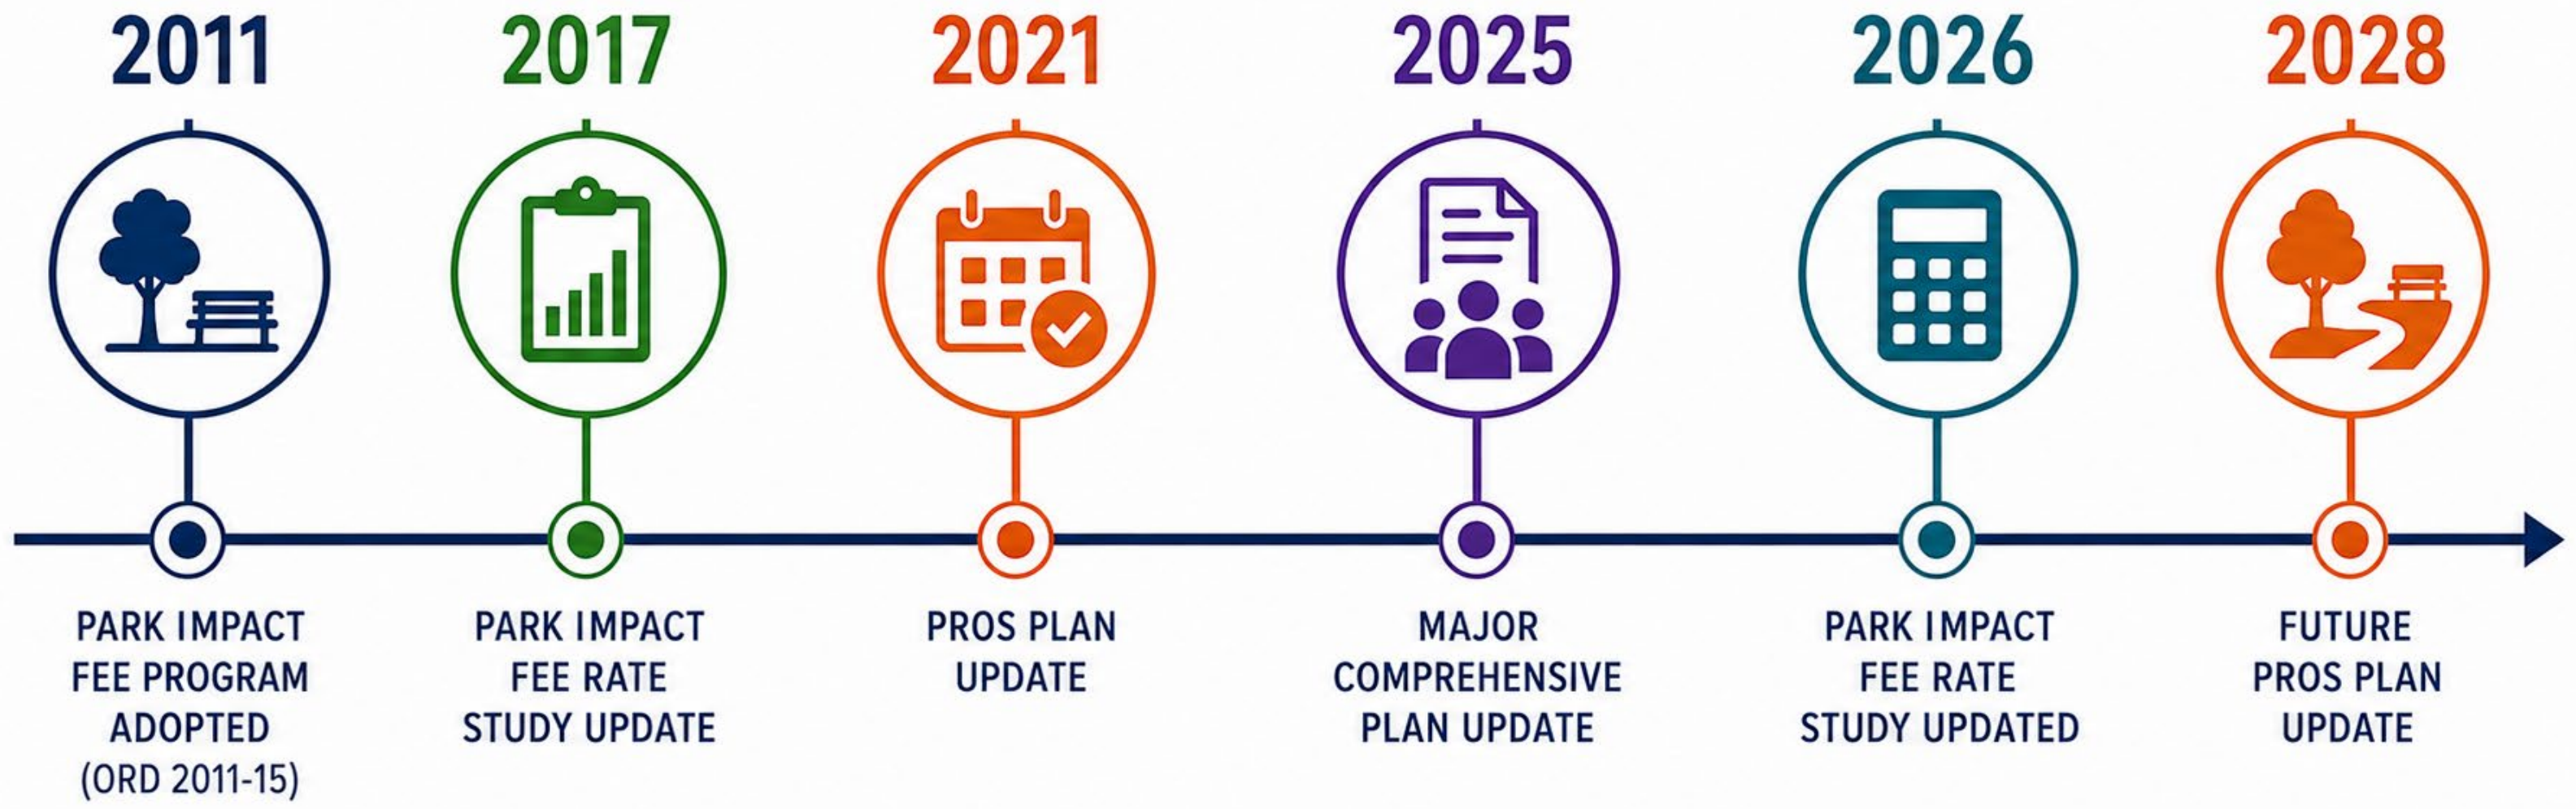 2011
2017
2021
2025
2026
2028
PARK IMPACT
FEE PROGRAM
ADOPTED
(ORD 2011-15)
PARK IMPACT
FEE RATE
STUDY UPDATE
PROS PLAN
UPDATE
MAJOR
COMPREHENSIVE
PLAN UPDATE
PARK IMPACT
FEE RATE
STUDY UPDATED
FUTURE
PROS PLAN
UPDATE